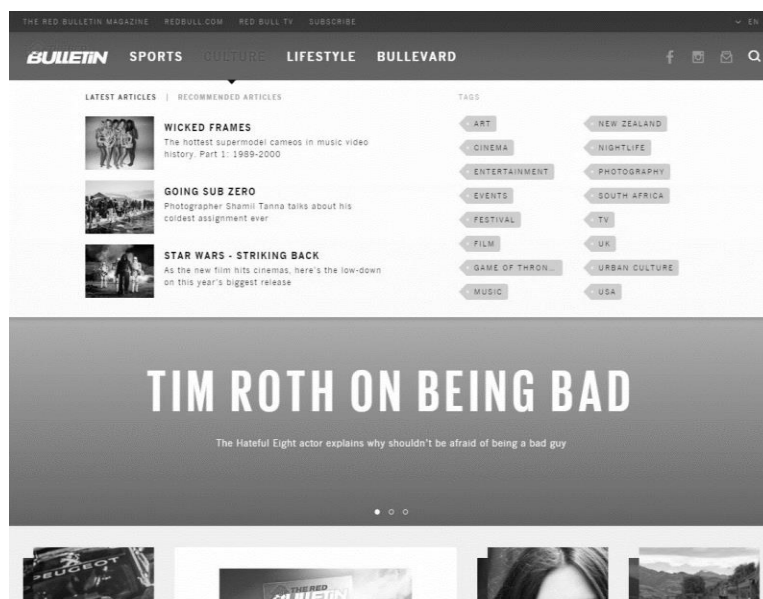 THE RED BULLETIN MAGAZINE REDBULL.COM RED BULL TV SUBSCRIBE EN
BULLETIN SPORTS CULTURE LIFESTYLE BULLEVARD
LATEST ARTICLES | RECOMMENDED ARTICLES
WICKED FRAMES
The hottest supermodel cameos in music video
history. Part 1: 1989-2000
GOING SUB ZERO
Photographer Shamil Tanna talks about his
coldest assignment ever
STAR WARS - STRIKING BACK
As the new film hits cinemas, here's the low-down
on this year's biggest release
TAGS
ART
CINEMA
ENTERTAINMENT
EVENTS
FESTIVAL
FILM
GAME OF THRON...
MUSIC
NEW ZEALAND
NIGHTLIFE
PHOTOGRAPHY
SOUTH AFRICA
TV
UK
URBAN CULTURE
USA
TIM ROTH ON BEING BAD
The Hateful Eight actor explains why shouldn't be afraid of being a bad guy
PEUGEOT
THE RED
BULLETIN